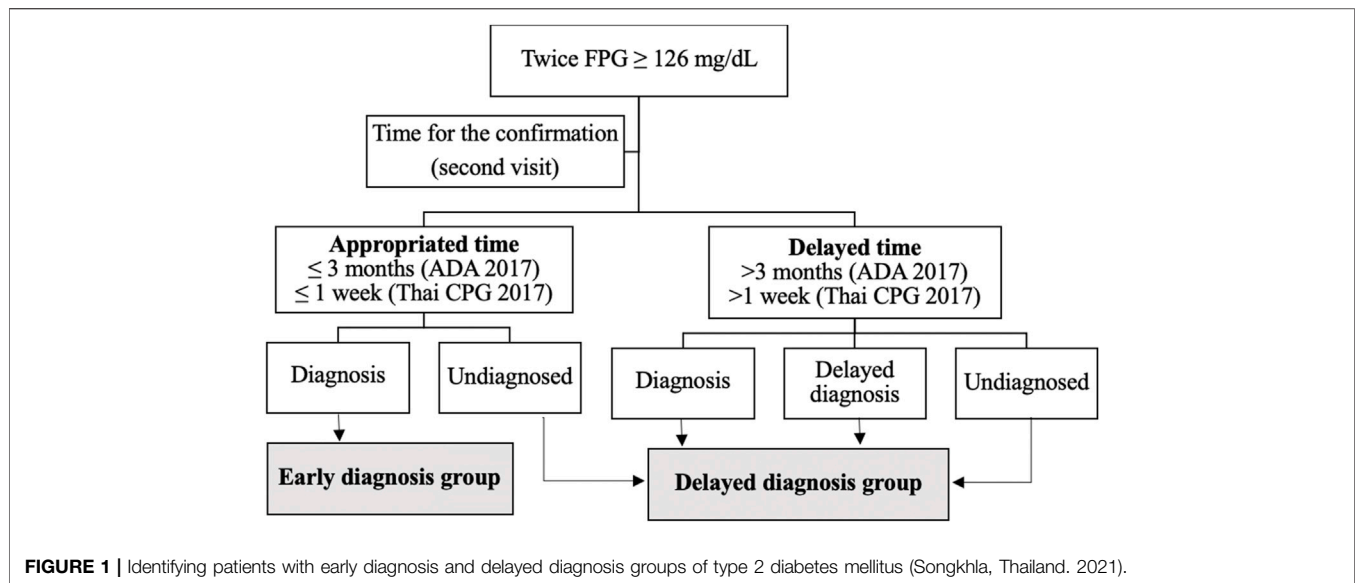 Twice FPG ≥ 126 mg/dL
Time for the confirmation
(second visit)
Appropriated time
≤ 3 months (ADA 2017)
≤ 1 week (Thai CPG 2017)
Delayed time
>3 months (ADA 2017)
>1 week (Thai CPG 2017)
Diagnosis
Undiagnosed
Diagnosis
Delayed
diagnosis
Undiagnosed
Early diagnosis group
Delayed diagnosis group
FIGURE 1 | Identifying patients with early diagnosis and delayed diagnosis groups of type 2 diabetes mellitus (Songkhla, Thailand. 2021).